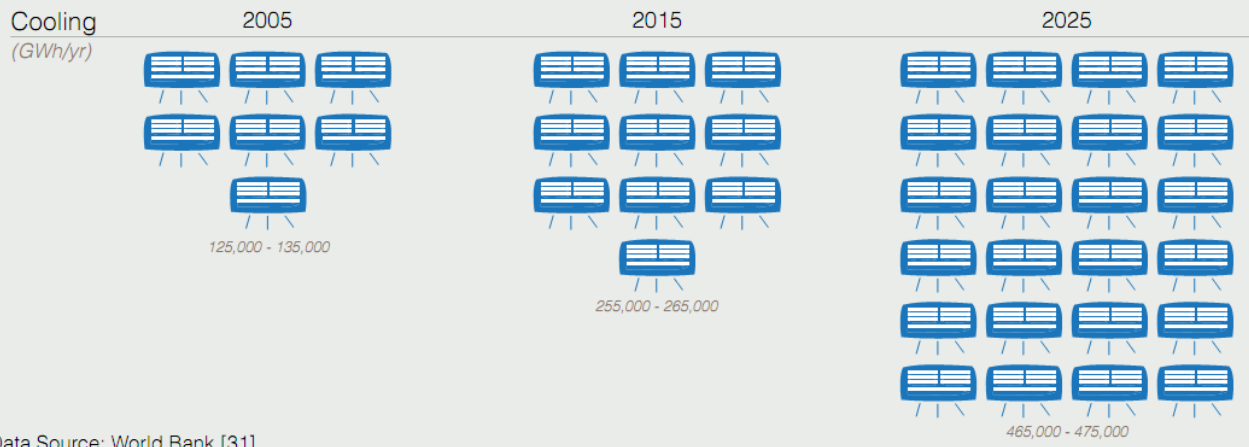 Cooling 2005 2015 2025
(GWh/yr)
125,000 - 135,000
255,000 - 265,000
465,000 - 475,000
Data Source: World Bank [31]